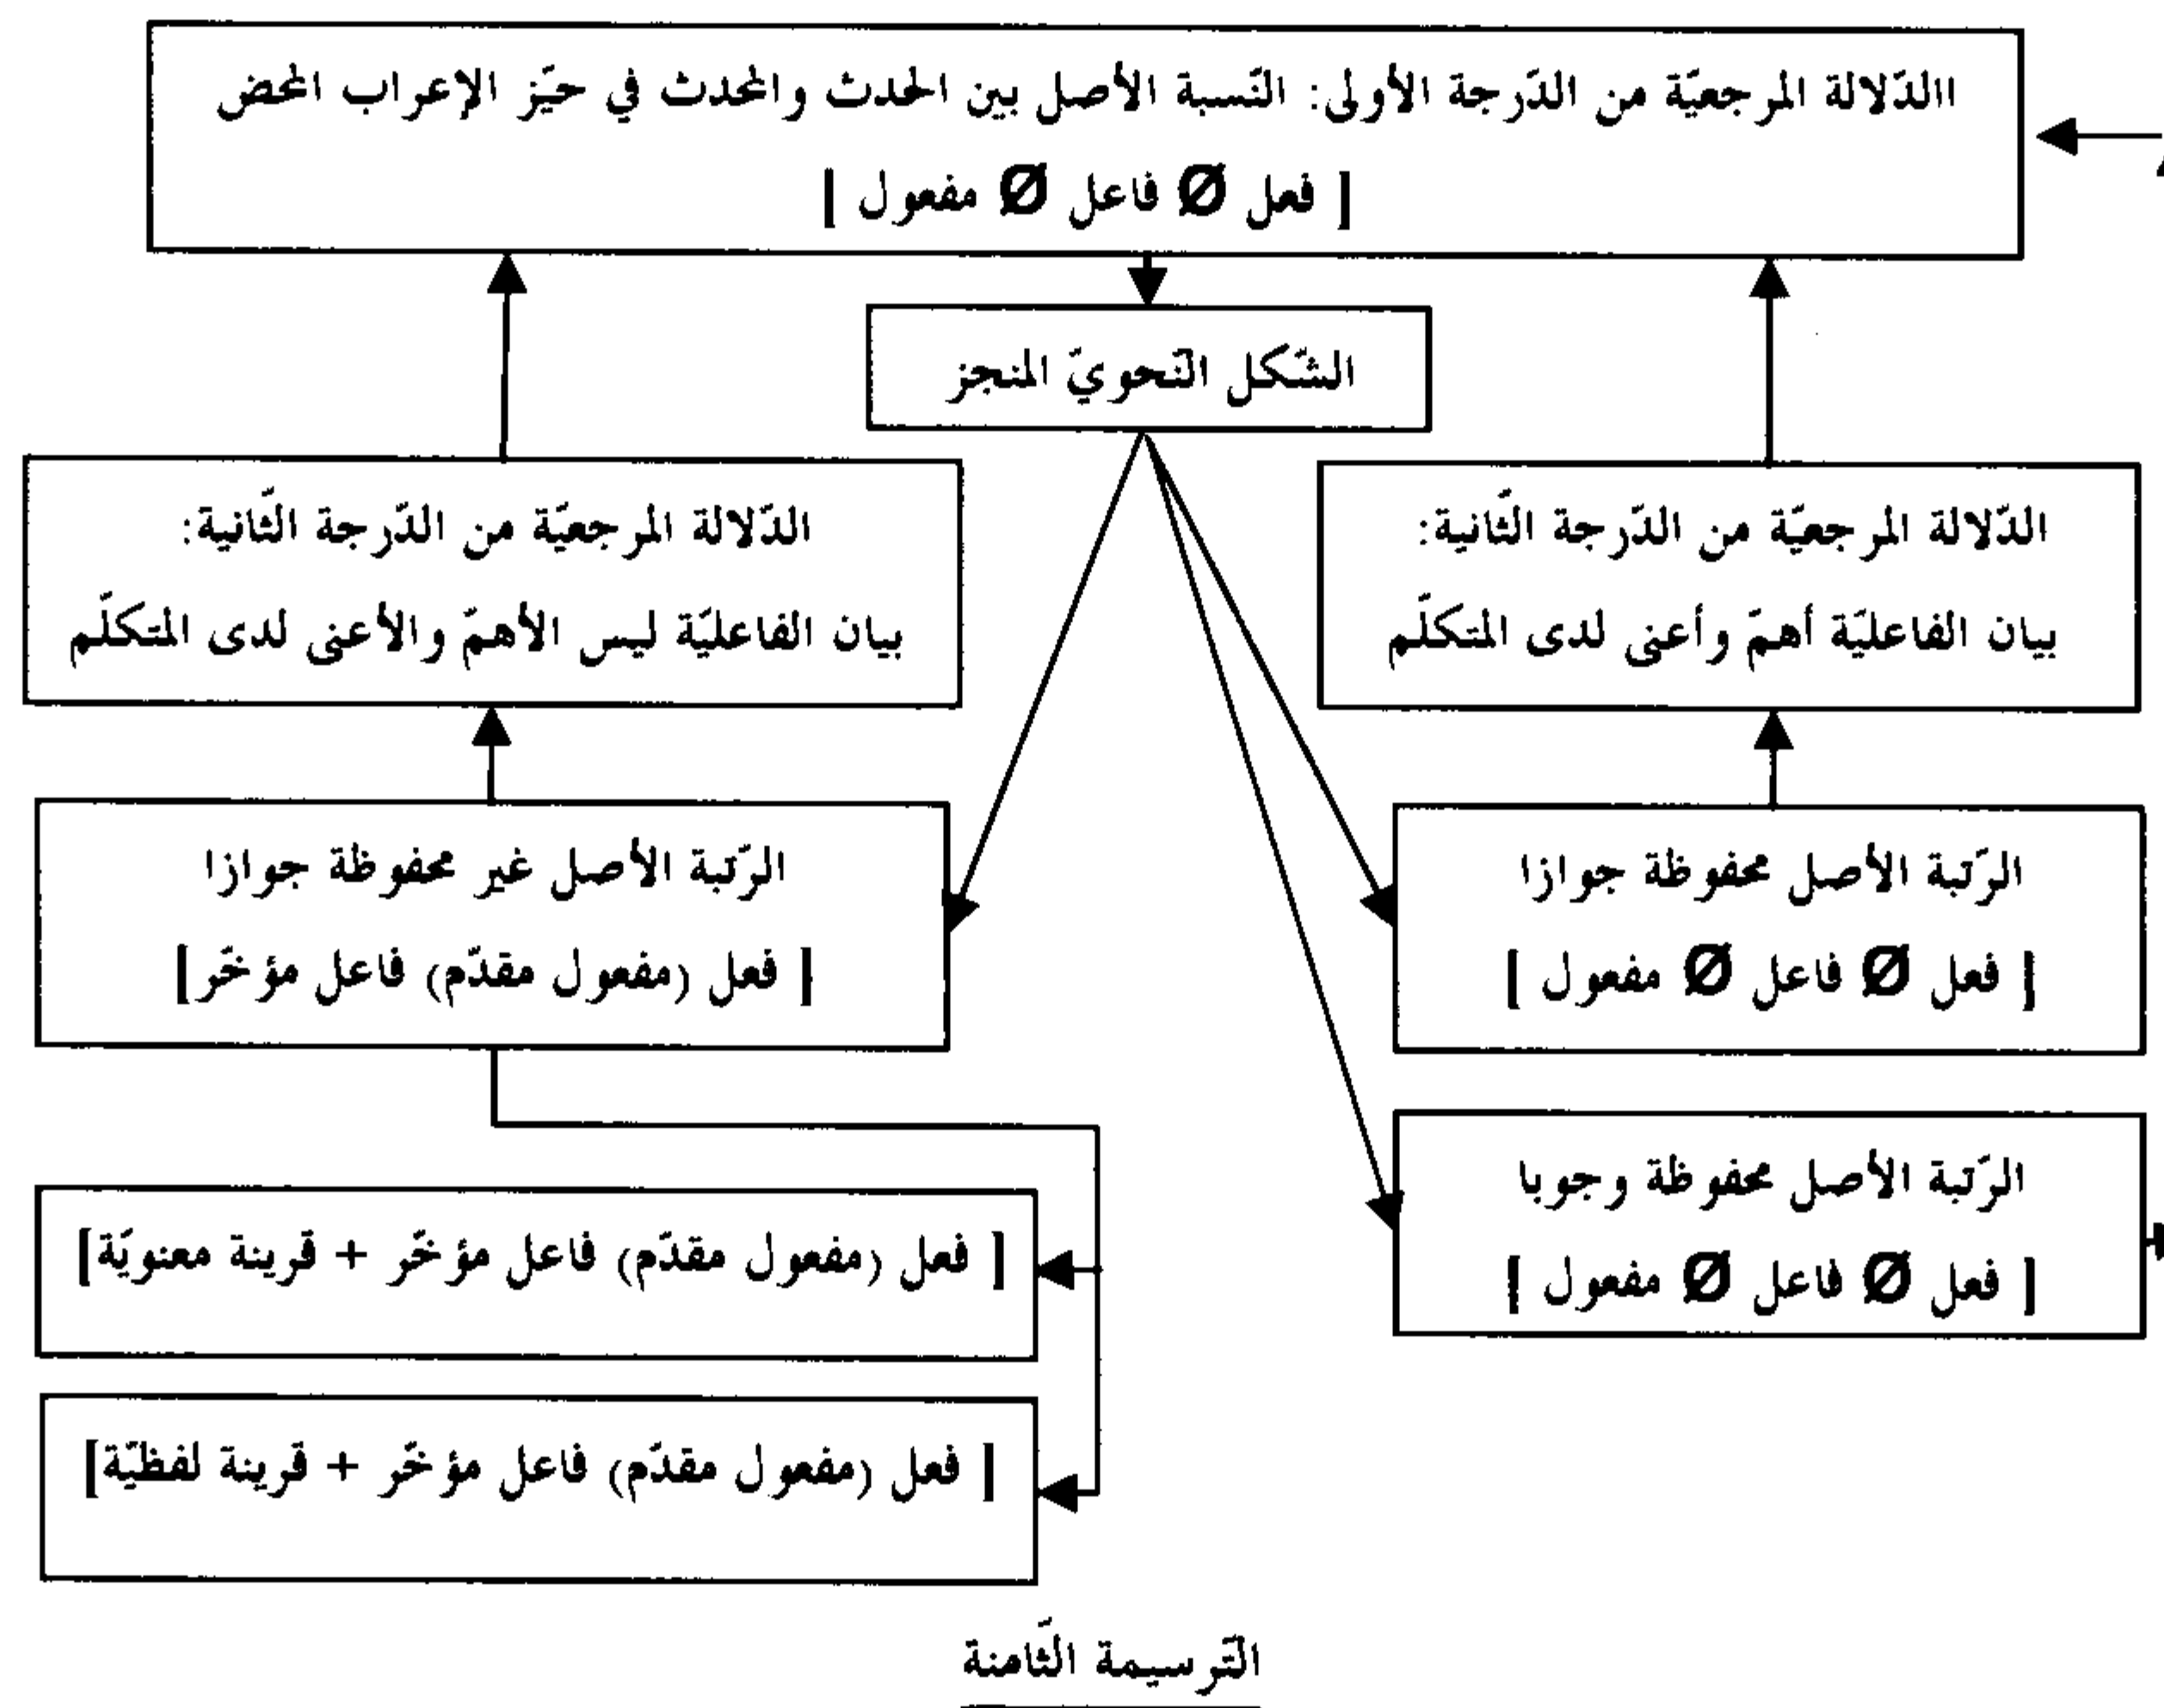 االدّلالة المرجعيّة من الدّرجة الأولى: النّسبة الأصل بين الحدث والمحدث في حيّز الإعراب المحض
[ فعل Ø فاعل Ø مفعول ]
الشّكل النّحويّ المنجز
الدّلالة المرجعيّة من الدّرجة الثّانية:
بيان الفاعليّة أهمّ وأعنى لدى المتكلّم
الدّلالة المرجعيّة من الدّرجة الثّانية:
بيان الفاعليّة ليس الأهمّ والأعنى لدى المتكلّم
الرّتبة الأصل محفوظة جوازا
[ فعل Ø فاعل Ø مفعول ]
الرّتبة الأصل غير محفوظة جوازا
[ فعل (مفعول مقدّم) فاعل مؤخّر]
الرّتبة الأصل محفوظة وجوبا
[ فعل Ø فاعل Ø مفعول ]
[ فعل (مفعول مقدّم) فاعل مؤخّر + قرينة معنويّة]
[ فعل (مفعول مقدّم) فاعل مؤخّر + قرينة لفظيّة]
التّرسيمة الثّامنة